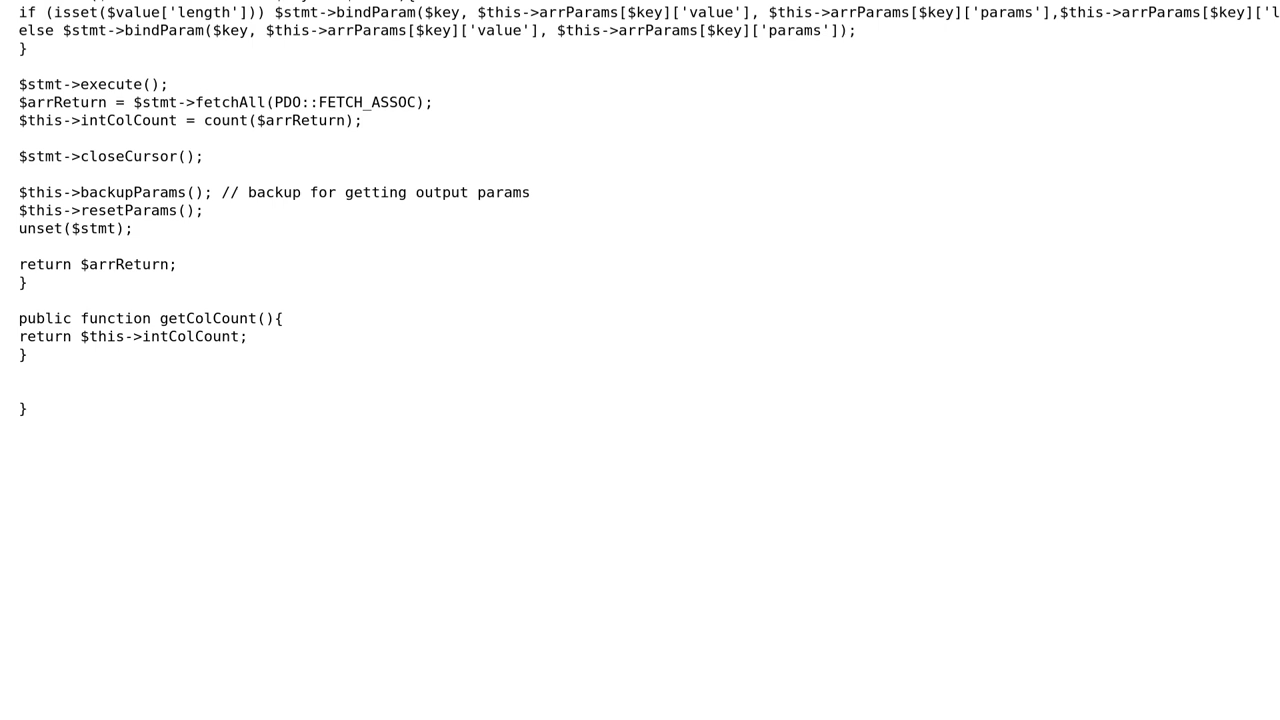 if (isset($value['length'])) $stmt->bindParam($key, $this->arrParams[$key]['value'], $this->arrParams[$key]['params'],$this->arrParams[$key]['l
else $stmt->bindParam($key, $this->arrParams[$key]['value'], $this->arrParams[$key]['params']);
}
$stmt->execute();
$arrReturn = $stmt->fetchAll(PDO::FETCH_ASSOC);
$this->intColCount = count($arrReturn);
$stmt->closeCursor();
$this->backupParams(); // backup for getting output params
$this->resetParams();
unset($stmt);
return $arrReturn;
}
public function getColCount(){
return $this->intColCount;
}
}